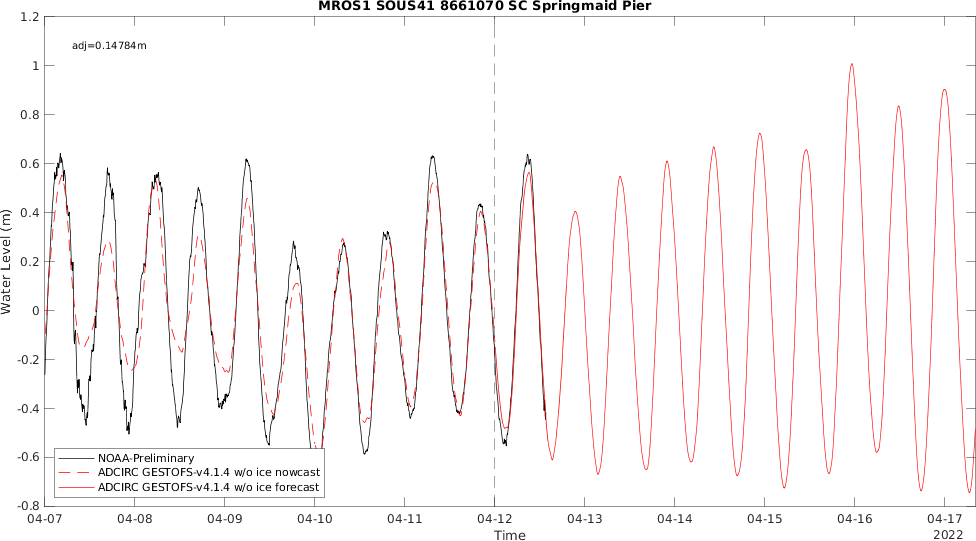 MROS1 SOUS41 8661070 SC Springmaid Pier
1.2
adj=0.14784m
1
0.8
0.6
0.4
0.2
0
-0.2
-0.4
-0.6
-0.8
Water Level (m)
NOAA-Preliminary
ADCIRC GESTOFS-v4.1.4 w/o ice nowcast
ADCIRC GESTOFS-v4.1.4 w/o ice forecast
04-07 04-08 04-09 04-10 04-11 04-12 04-13 04-14 04-15 04-16 04-17
Time 2022